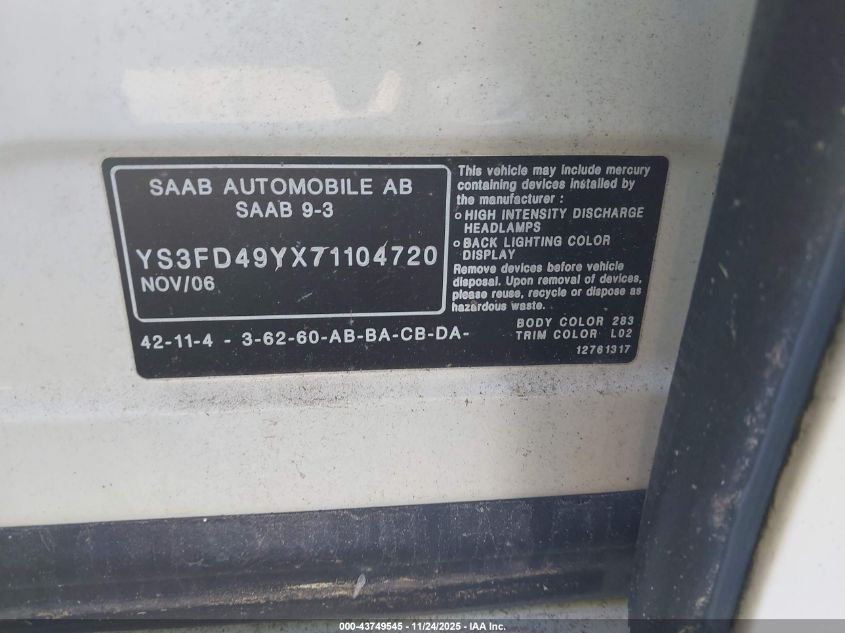 SAAB AUTOMOBILE AB
SAAB 9-3
YS3FD49YX71104720
NOV/06
42-11-4 - 3-62-60-AB-BA-CB-DA-
This vehicle may include mercury
containing devices installed by
the manufacturer :
o HIGH INTENSITY DISCHARGE
HEADLAMPS
o BACK LIGHTING COLOR
DISPLAY
Remove devices before vehicle
disposal. Upon removal of devices,
please reuse, recycle or dispose as
hazardous waste.
BODY COLOR 283
TRIM COLOR L02
12761317
000-43749545 - 11/24/2025 - IAA Inc.